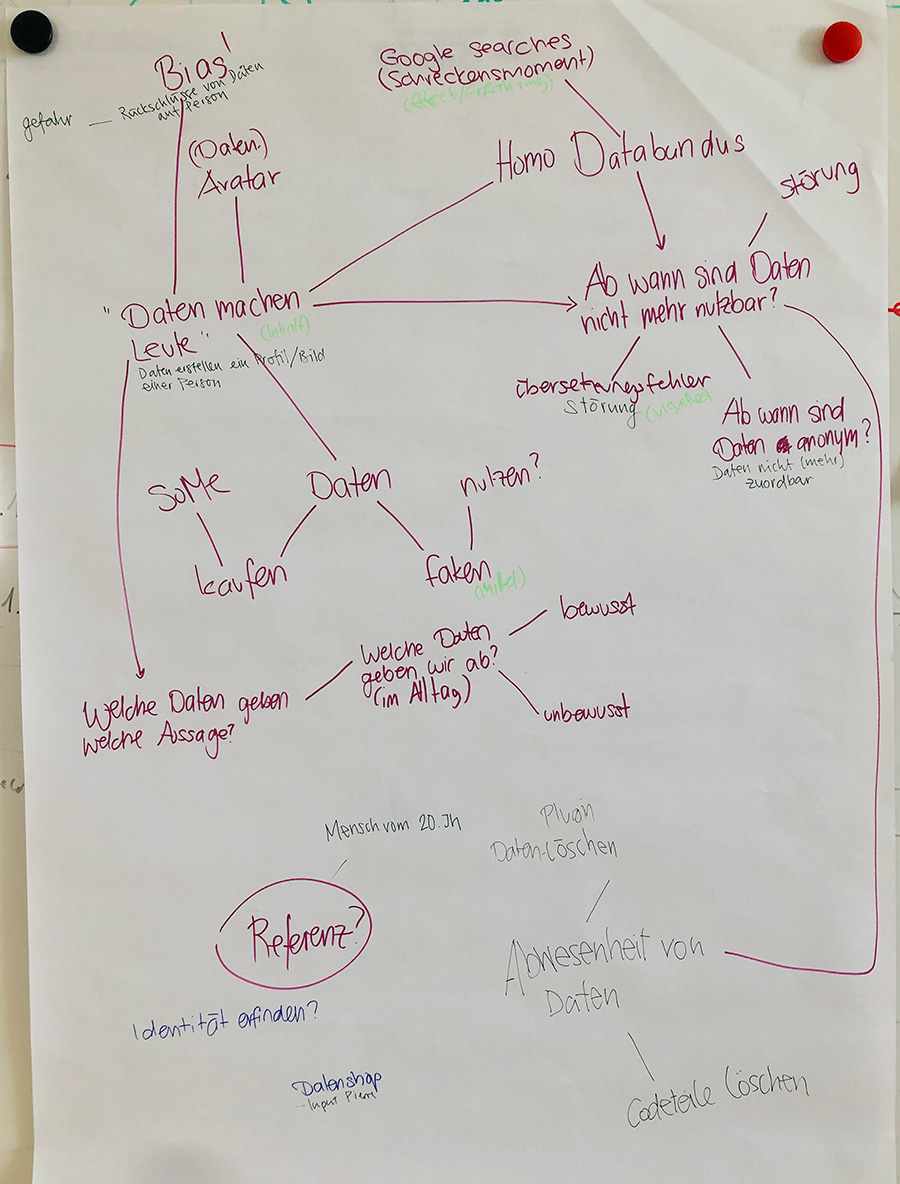 Bias!
gefahr — Rückschlüsse von Daten
auf Person
Google searches
(Schreckensmoment)
(Effect/Erfahrung)
(Daten)
Avatar
Homo Databundus
Störung
"Daten machen
Leute"
(Inhalt)
Daten erstellen ein Profil/Bild
einer Person
Ab wann sind Daten
nicht mehr nutzbar?
Übersetzungsfehler
Störung
Ab wann sind
Daten anonym?
Daten nicht (mehr)
zuordbar
SoMe
Daten
nutzen?
kaufen
faken
(Mittel)
bewusst
Welche Daten
geben wir ab?
(im Alltag)
unbewusst
Welche Daten geben
welche Aussage?
Mensch vom 20. Jh
Plugin
Daten-Löschen
Referenz?
Abwesenheit von
Daten
Identität erfinden?
Datenshop
Input Pierre
Codeteile löschen